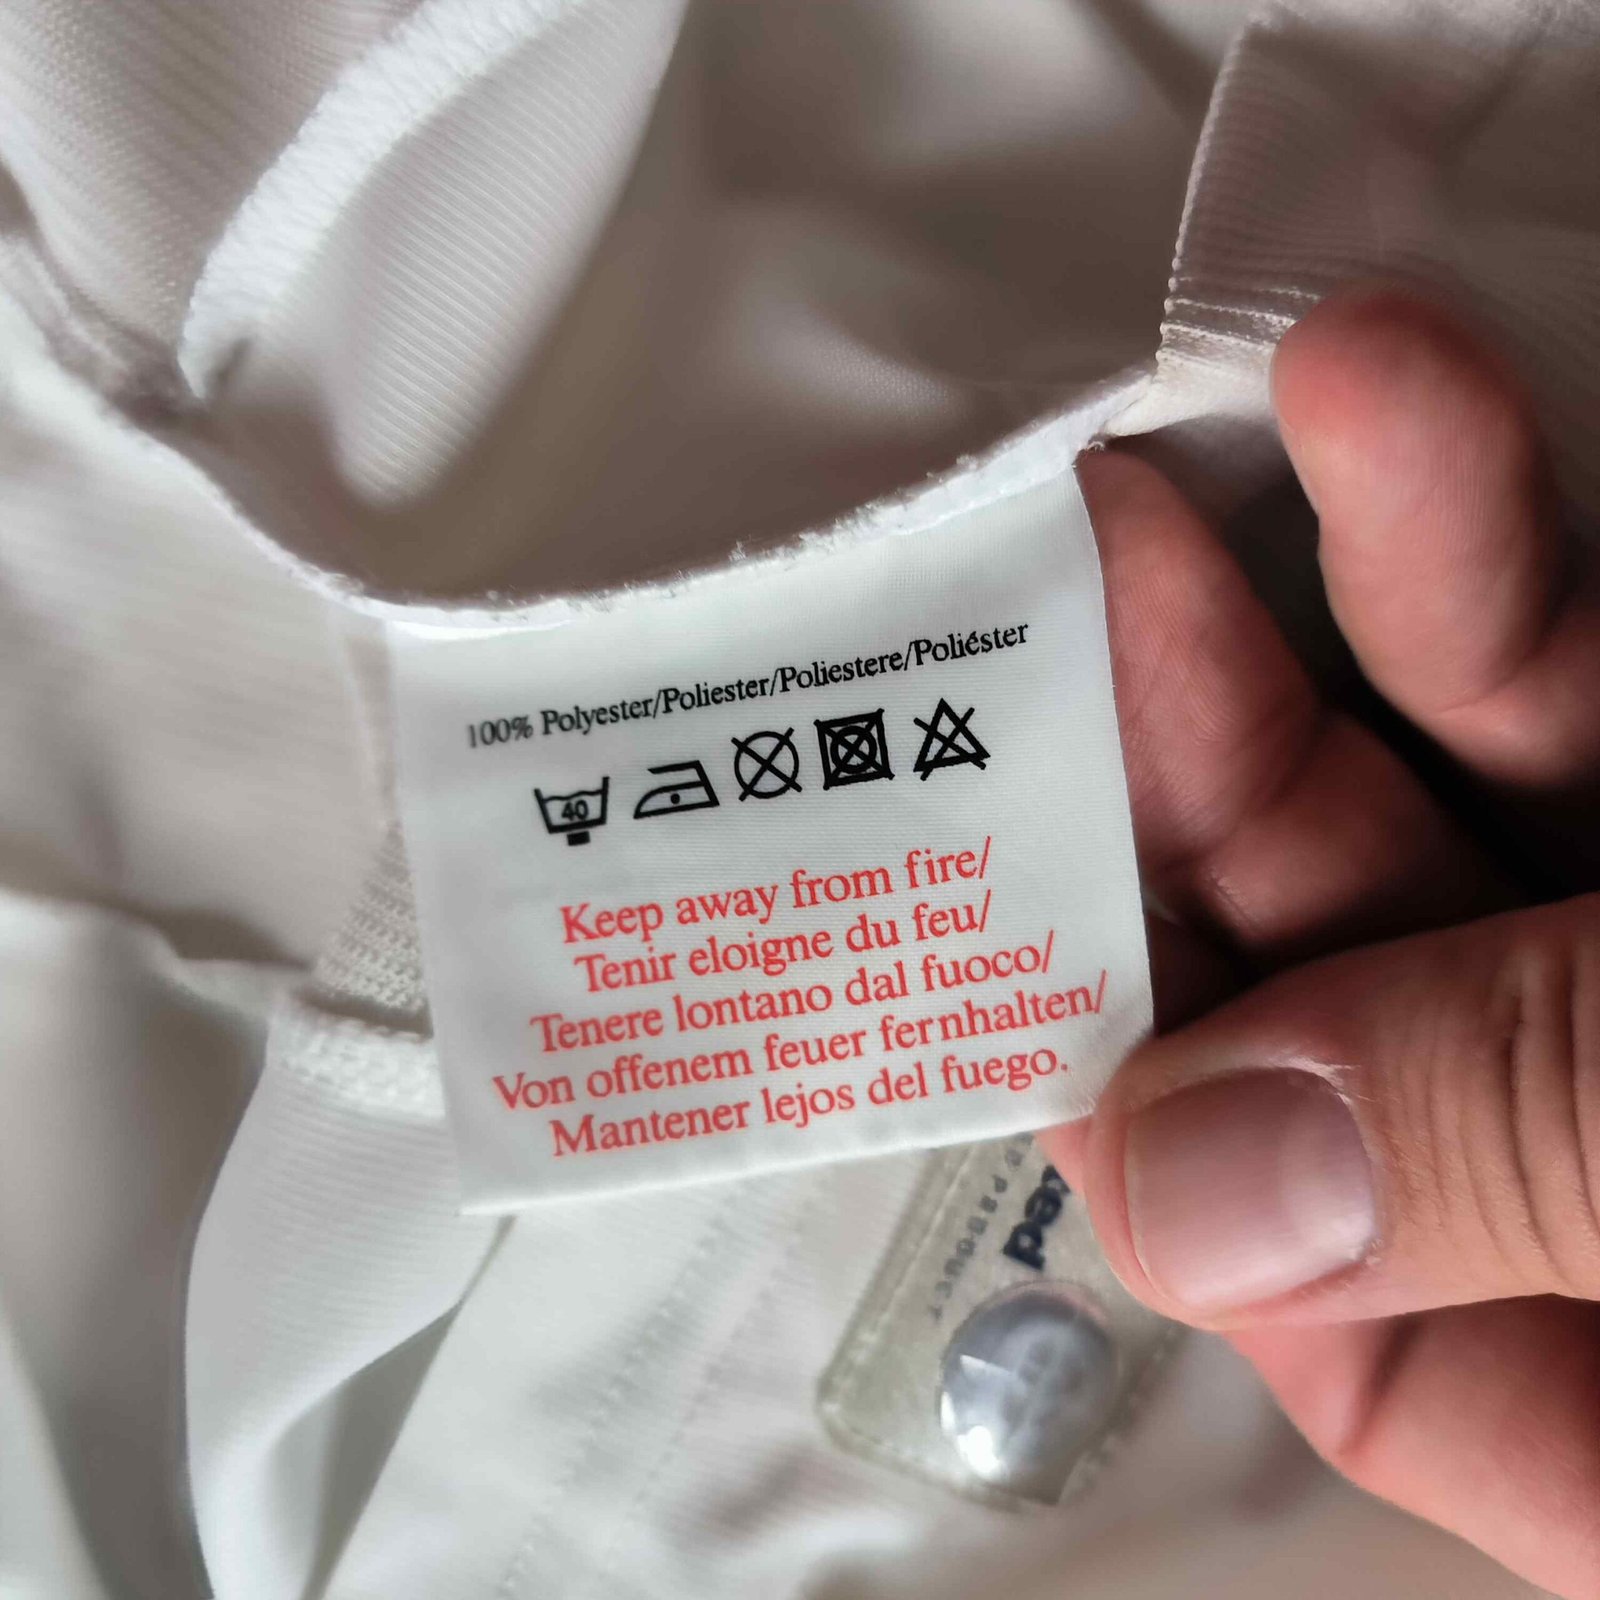 100% Polyester/Poliester/Poliestere/Poliéster
40
Keep away from fire/
Tenir eloigne du feu/
Tenere lontano dal fuoco/
Von offenem feuer fernhalten/
Mantener lejos del fuego.